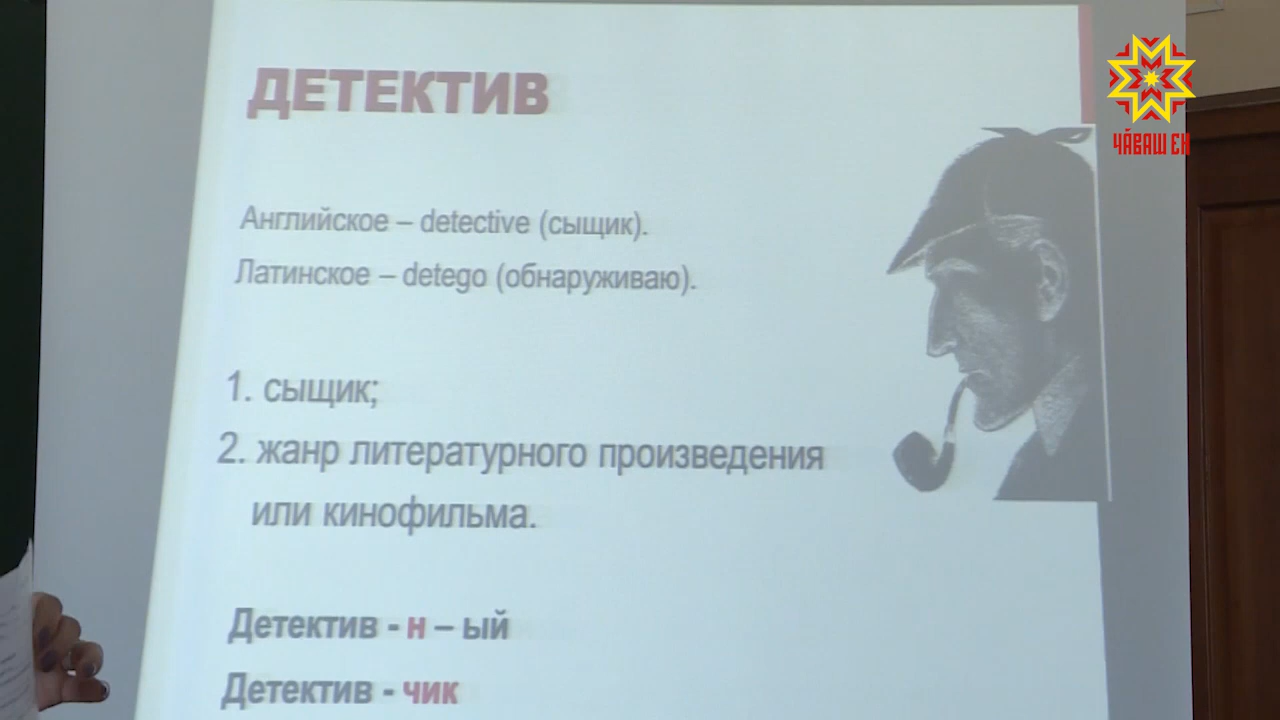 ДЕТЕКТИВ
ЧӐВАШ ЕН
Английское – detective (сыщик).
Латинское – detego (обнаруживаю).
1. сыщик;
2. жанр литературного произведения
или кинофильма.
Детектив - н – ый
Детектив - чик